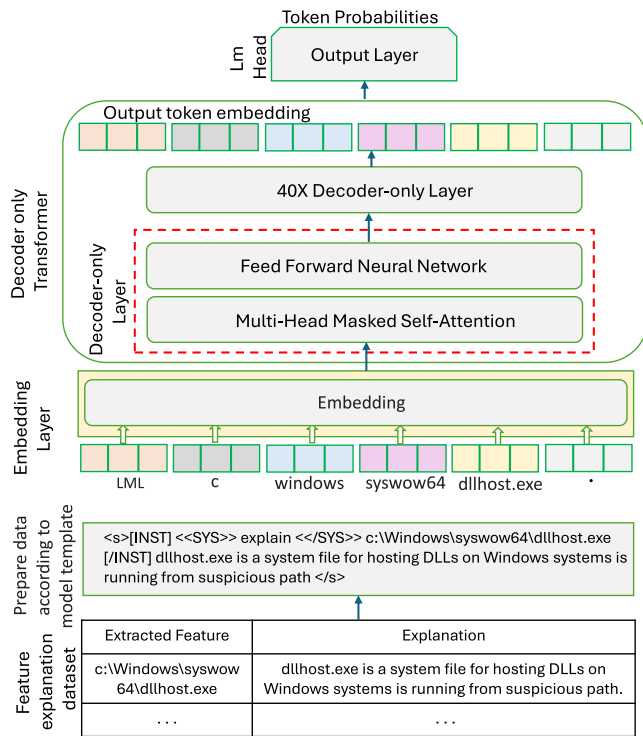 Token Probabilities
Lm
Head
Output Layer
Output token embedding
Decoder only
Transformer
40X Decoder-only Layer
Decoder-only
Layer
Feed Forward Neural Network
Multi-Head Masked Self-Attention
Embedding
Layer
Embedding
LML
c
windows
syswow64
dllhost.exe
.
Prepare data
according to
model template
<s>[INST] <<SYS>> explain <</SYS>> c:\Windows\syswow64\dllhost.exe
[/INST] dllhost.exe is a system file for hosting DLLs on Windows systems is
running from suspicious path </s>
Feature
explanation
dataset
Extracted Feature
Explanation
c:\Windows\syswow
64\dllhost.exe
dllhost.exe is a system file for hosting DLLs on
Windows systems is running from suspicious path.
. . .
. . .